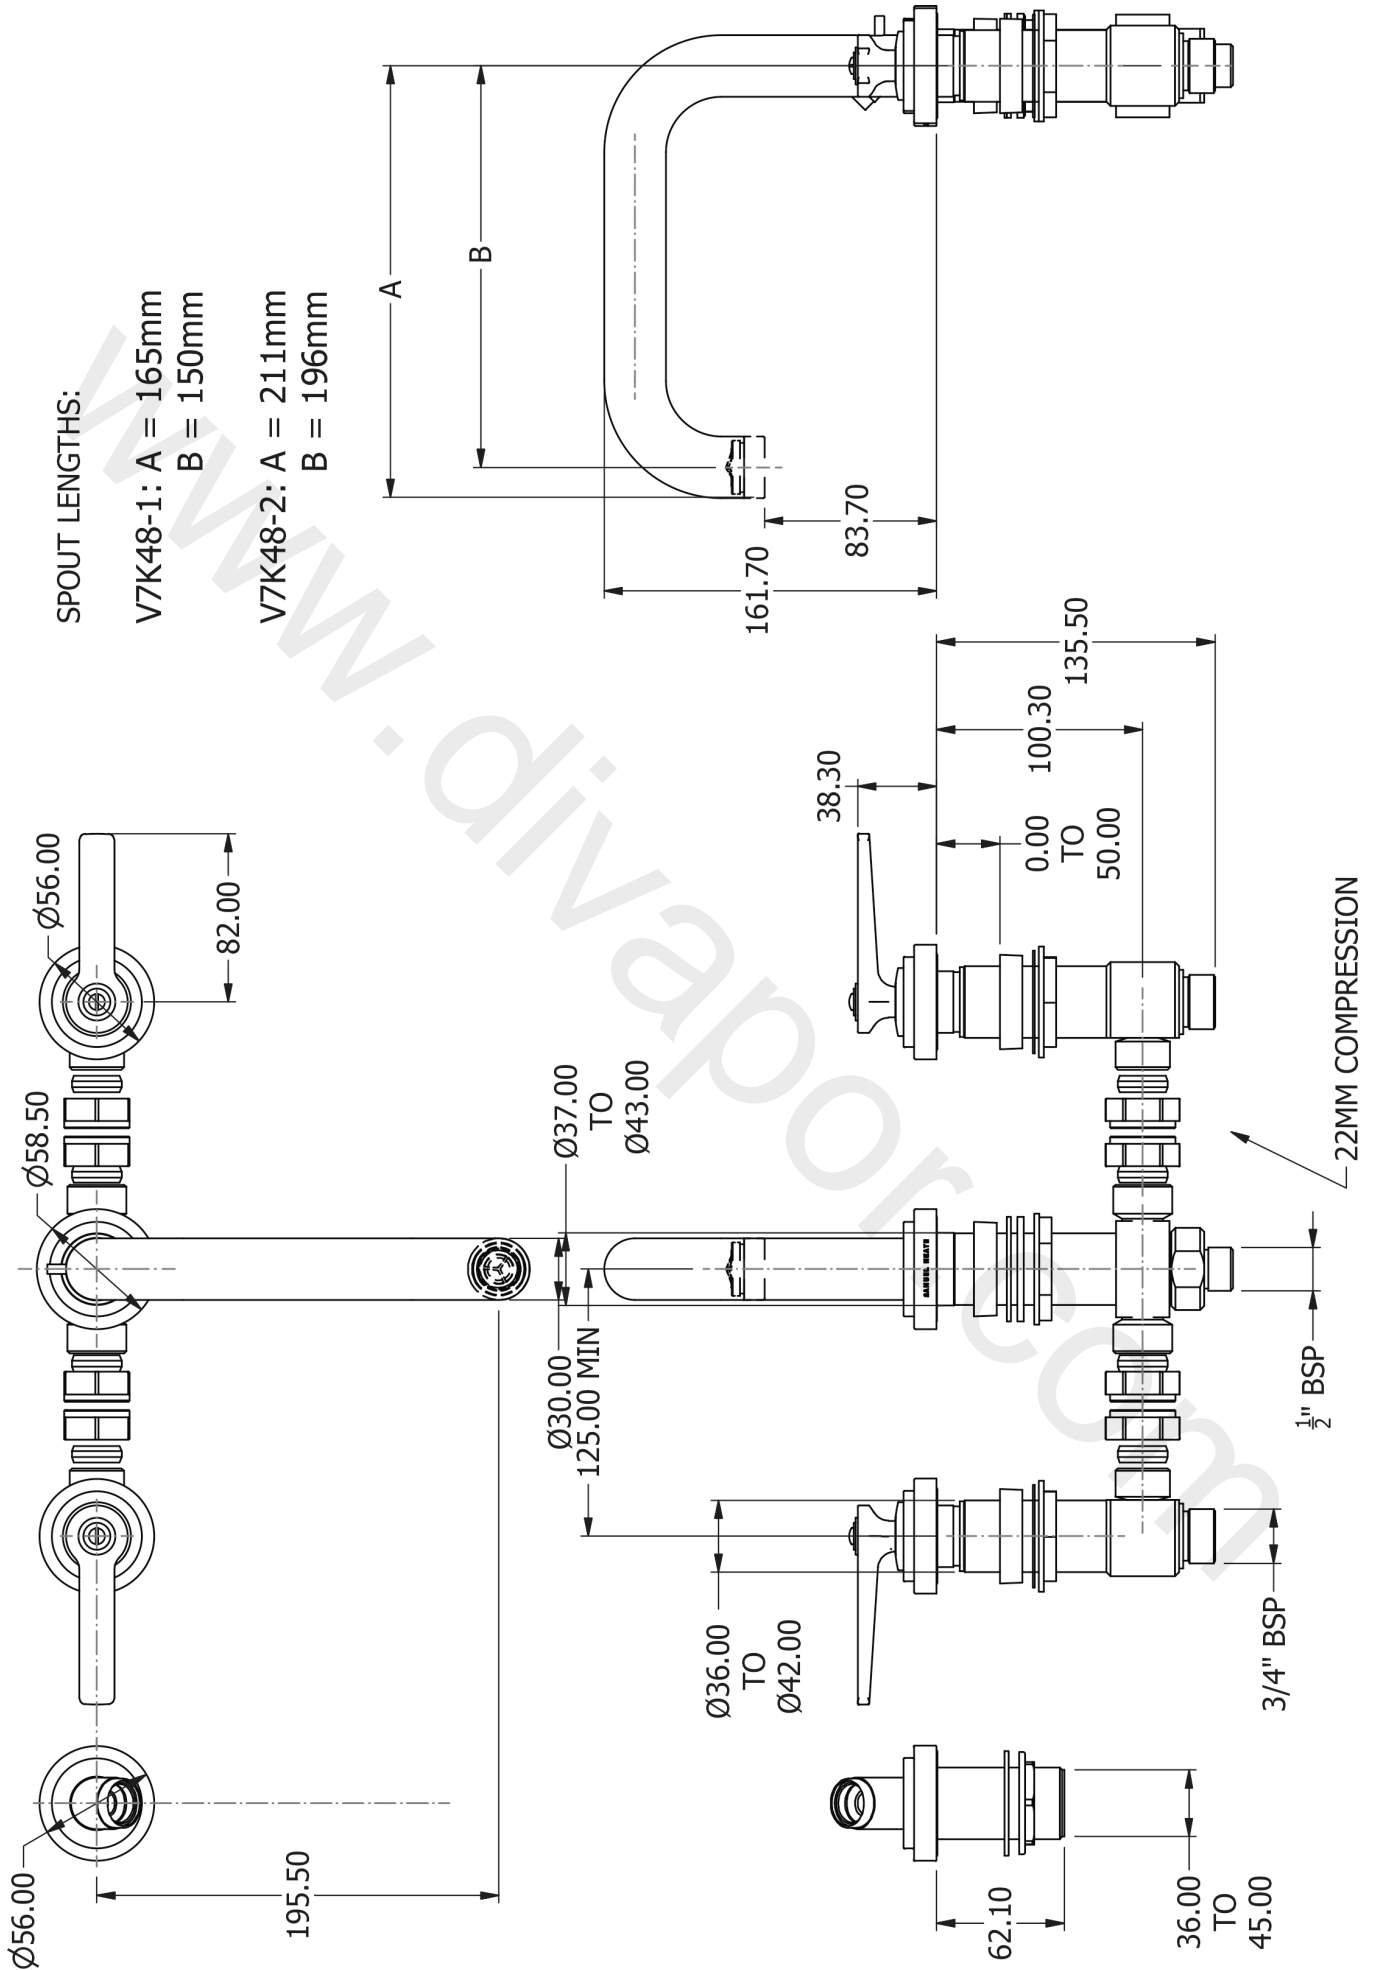 SPOUT LENGTHS:
V7K48-1: A = 165mm
B = 150mm
V7K48-2: A = 211mm
B = 196mm
A
B
83.70
161.70
Ø56.00
82.00
Ø58.50
Ø56.00
195.50
Ø37.00
TO
Ø43.00
Ø30.00
125.00 MIN
38.30
135.50
100.30
0.00
TO
50.00
Ø36.00
TO
Ø42.00
SAMUEL HEATH
22MM COMPRESSION
1/2" BSP
3/4" BSP
62.10
36.00
TO
45.00
www.divapor.com